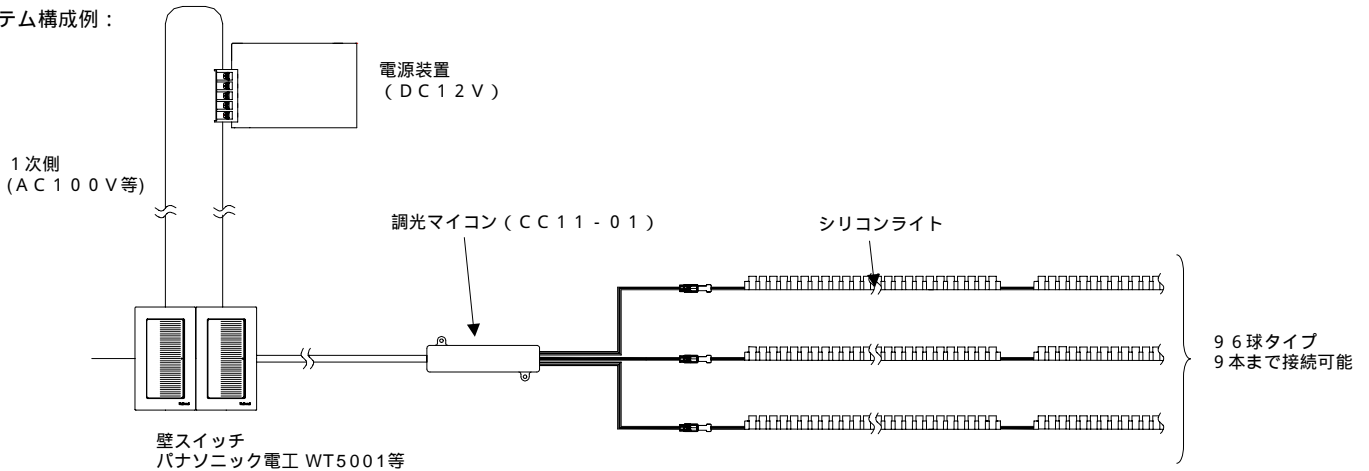 テム構成例：
電源装置
（ＤＣ１２Ｖ）
１次側
(ＡＣ１００Ｖ等)
調光マイコン（ＣＣ１１-０１）
シリコンライト
９６球タイプ
９本まで接続可能
壁スイッチ
パナソニック電工 WT5001等